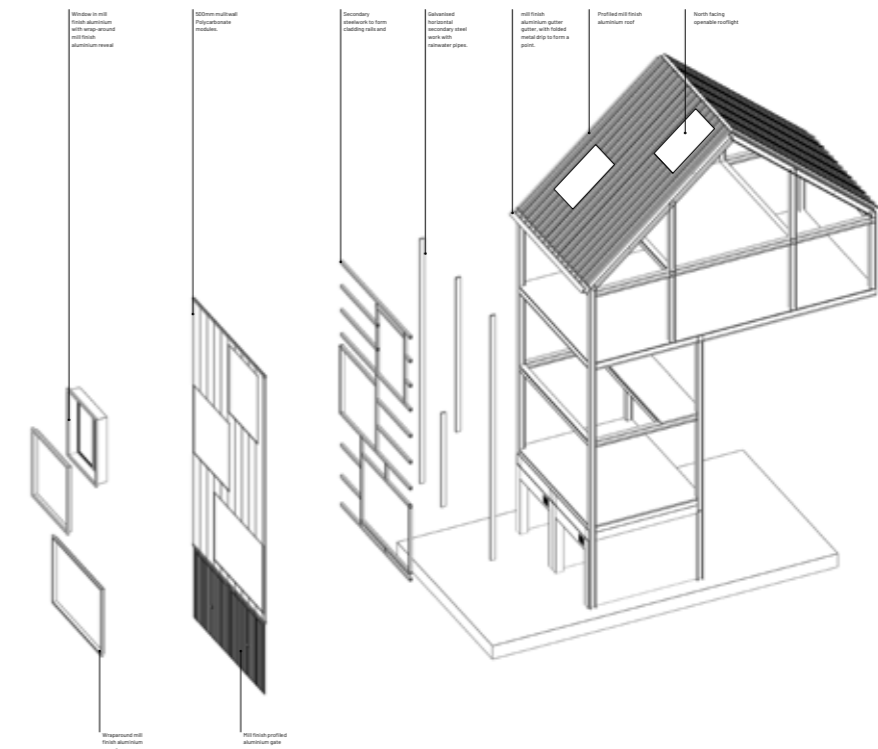 Window in mill
finish aluminium
with wrap-around
mill finish
aluminium reveal
500mm multiwall
Polycarbonate
modules.
Secondary
steelwork to form
cladding rails and
Galvanised
horizontal
secondary steel
work with
rainwater pipes.
mill finish
aluminium gutter
gutter, with folded
metal drip to form a
point.
Profiled mill finish
aluminium roof
North facing
openable rooflight
Wraparound mill
finish aluminium
Mill finish profiled
aluminium gate